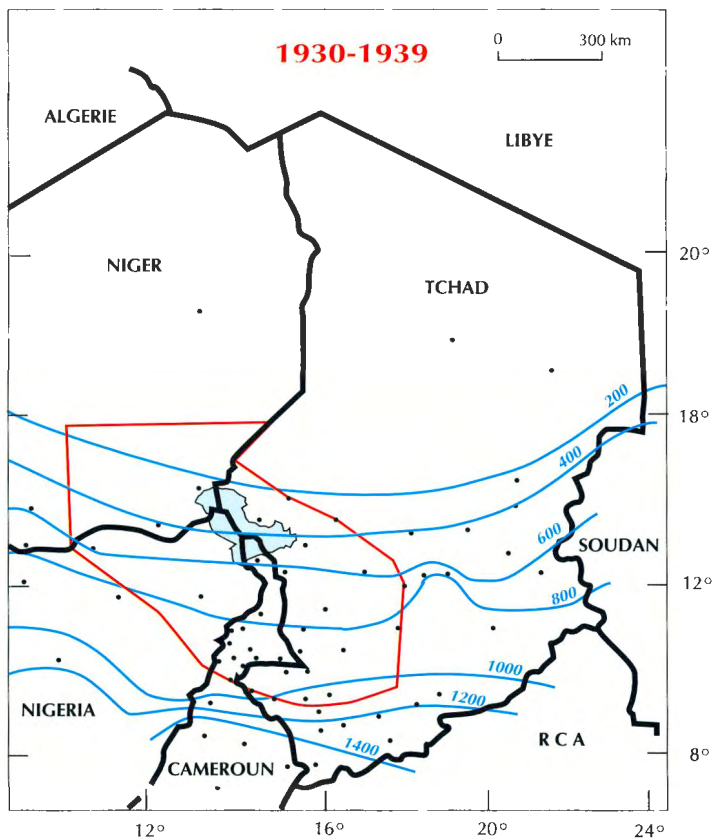 1930-1939
0 300 km
ALGERIE
LIBYE
NIGER
TCHAD
20°
200
18°
400
600
SOUDAN
12°
800
1000
1200
NIGERIA
RCA
1400
8°
CAMEROUN
12° 16° 20° 24°